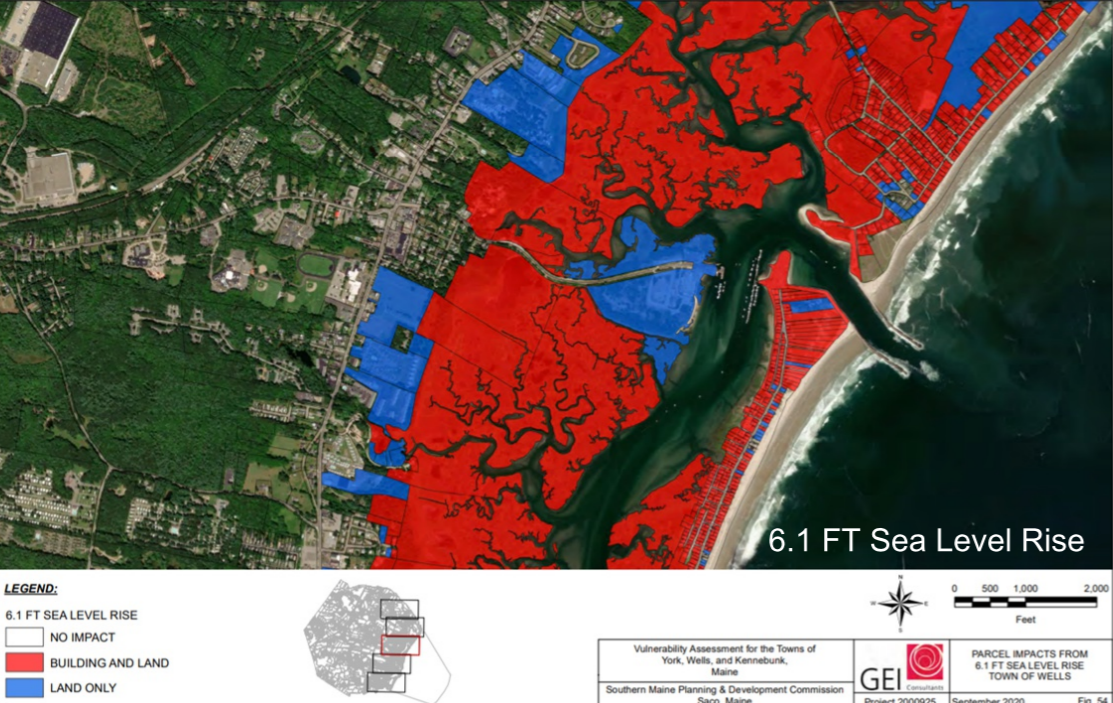 6.1 FT Sea Level Rise
LEGEND:
6.1 FT SEA LEVEL RISE
NO IMPACT
BUILDING AND LAND
LAND ONLY
N
W
E
S
0 500 1,000 2,000
Feet
Vulnerability Assessment for the Towns of
York, Wells, and Kennebunk,
Maine
Southern Maine Planning & Development Commission
Saco, Maine
GEI Consultants
Project 2000925
PARCEL IMPACTS FROM
6.1 FT SEA LEVEL RISE
TOWN OF WELLS
September 2020 Fig. 54